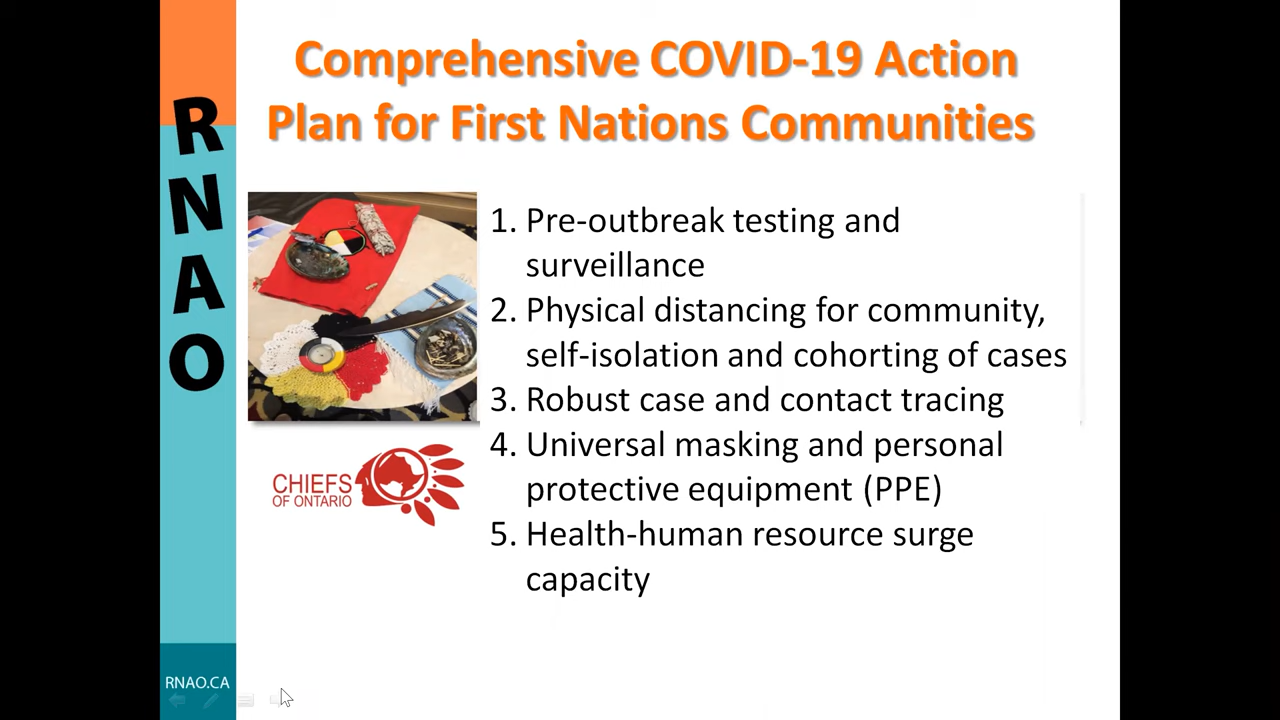 Comprehensive COVID-19 Action
Plan for First Nations Communities
RNAO
1. Pre-outbreak testing and
surveillance
2. Physical distancing for community,
self-isolation and cohorting of cases
3. Robust case and contact tracing
4. Universal masking and personal
protective equipment (PPE)
5. Health-human resource surge
capacity
CHIEFS
OF ONTARIO
RNAO.CA